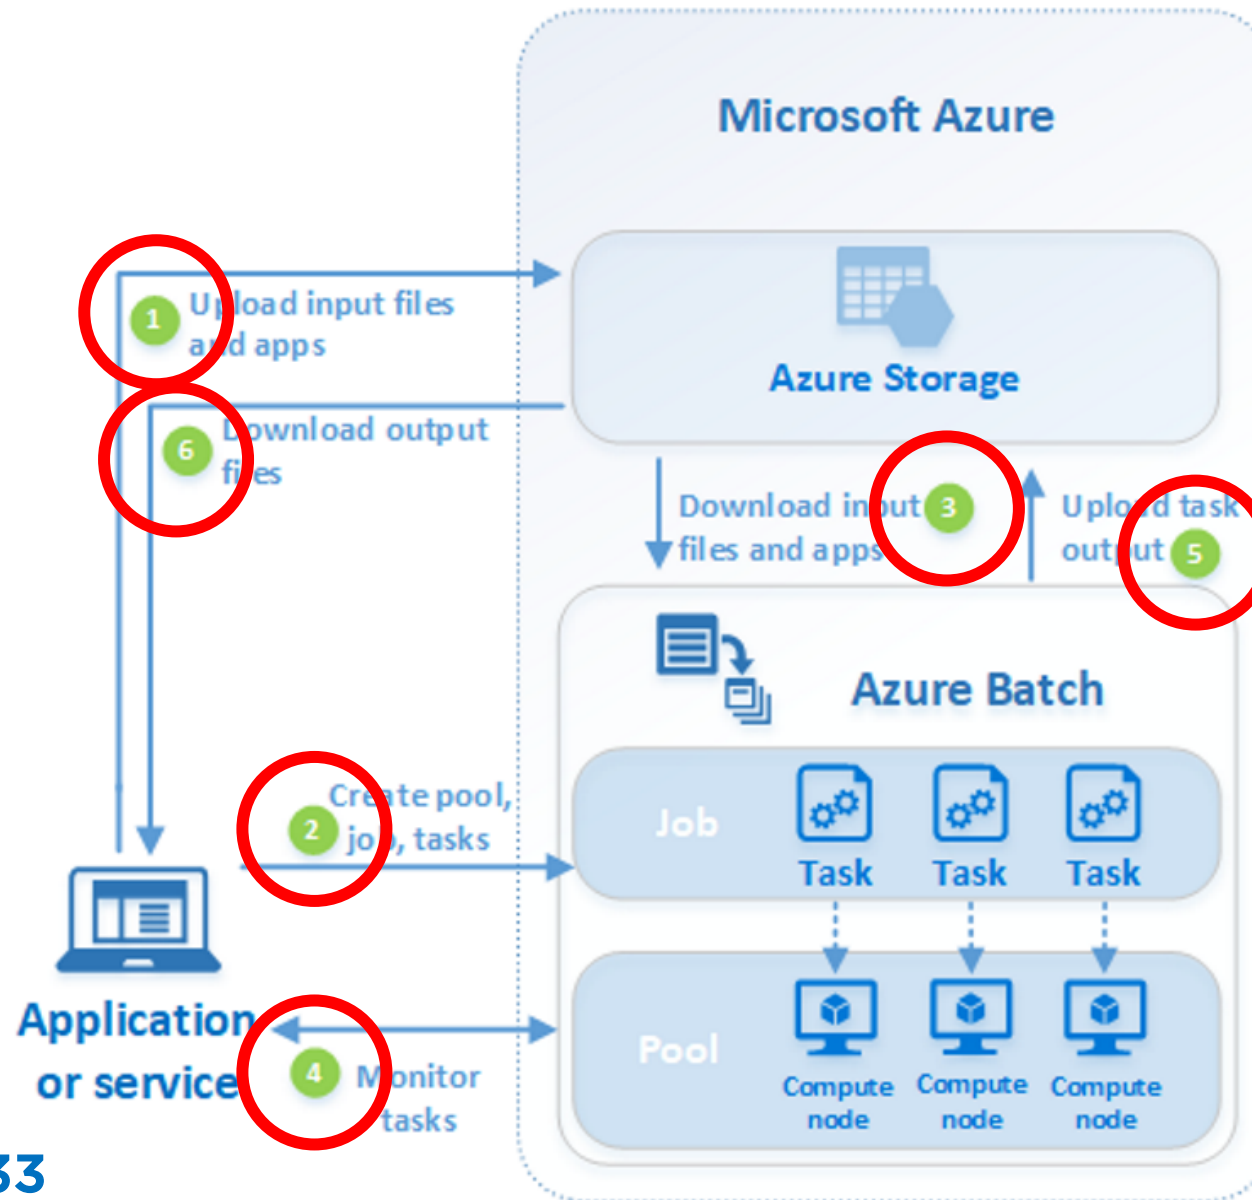 Microsoft Azure
1 Upload input files
and apps
Azure Storage
6 Download output
files
Download input 3
files and apps
Upload task
output 5
Azure Batch
2 Create pool,
job, tasks
Job
Task Task Task
Application
or service
4 Monitor
tasks
Pool
Compute Compute Compute
node node node
33